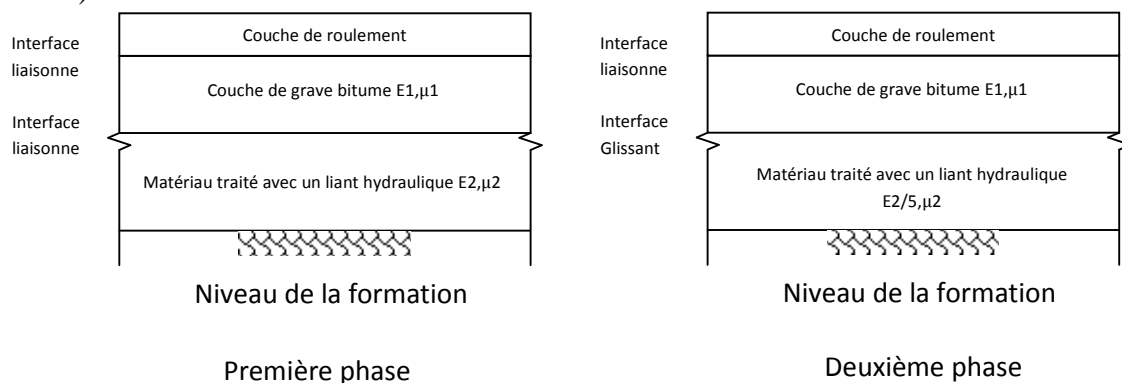 Interface
liaisonne
Interface
liaisonne
Couche de roulement
Couche de grave bitume E1,µ1
Matériau traité avec un liant hydraulique E2,µ2
Niveau de la formation
Première phase
Interface
liaisonne
Interface
Glissant
Couche de roulement
Couche de grave bitume E1,µ1
Matériau traité avec un liant hydraulique
E2/5,µ2
Niveau de la formation
Deuxième phase